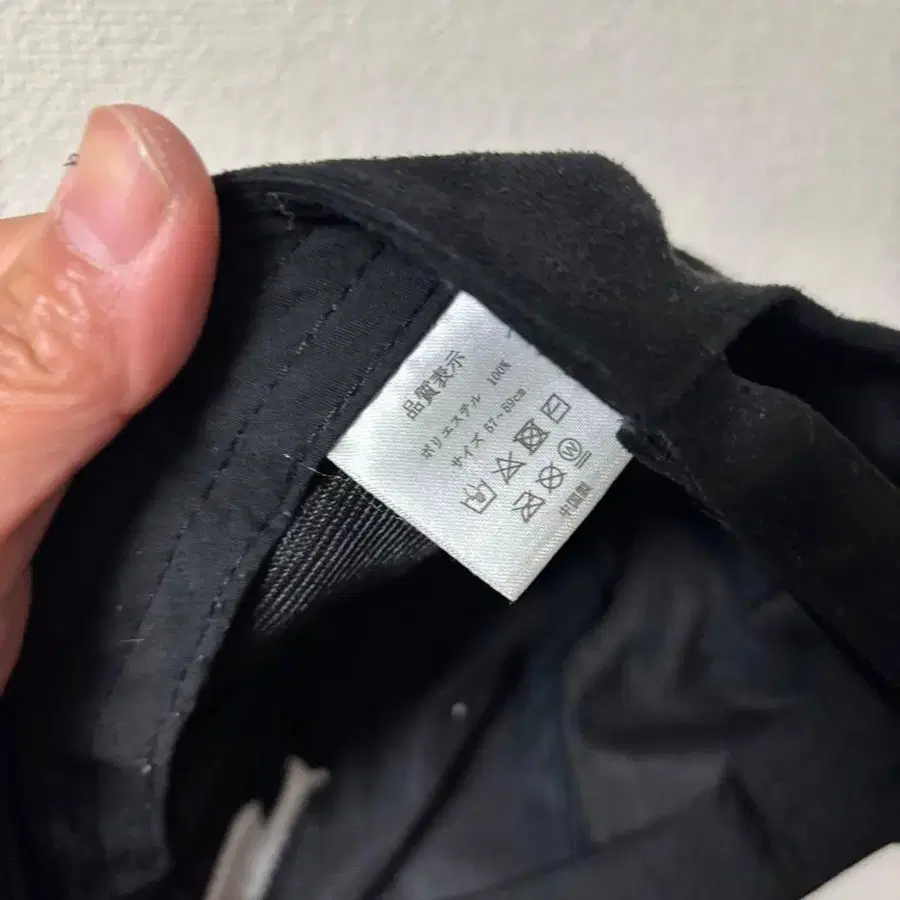 品質表示
ポリエステル 100%
サイズ 57~59cm
W
中国製